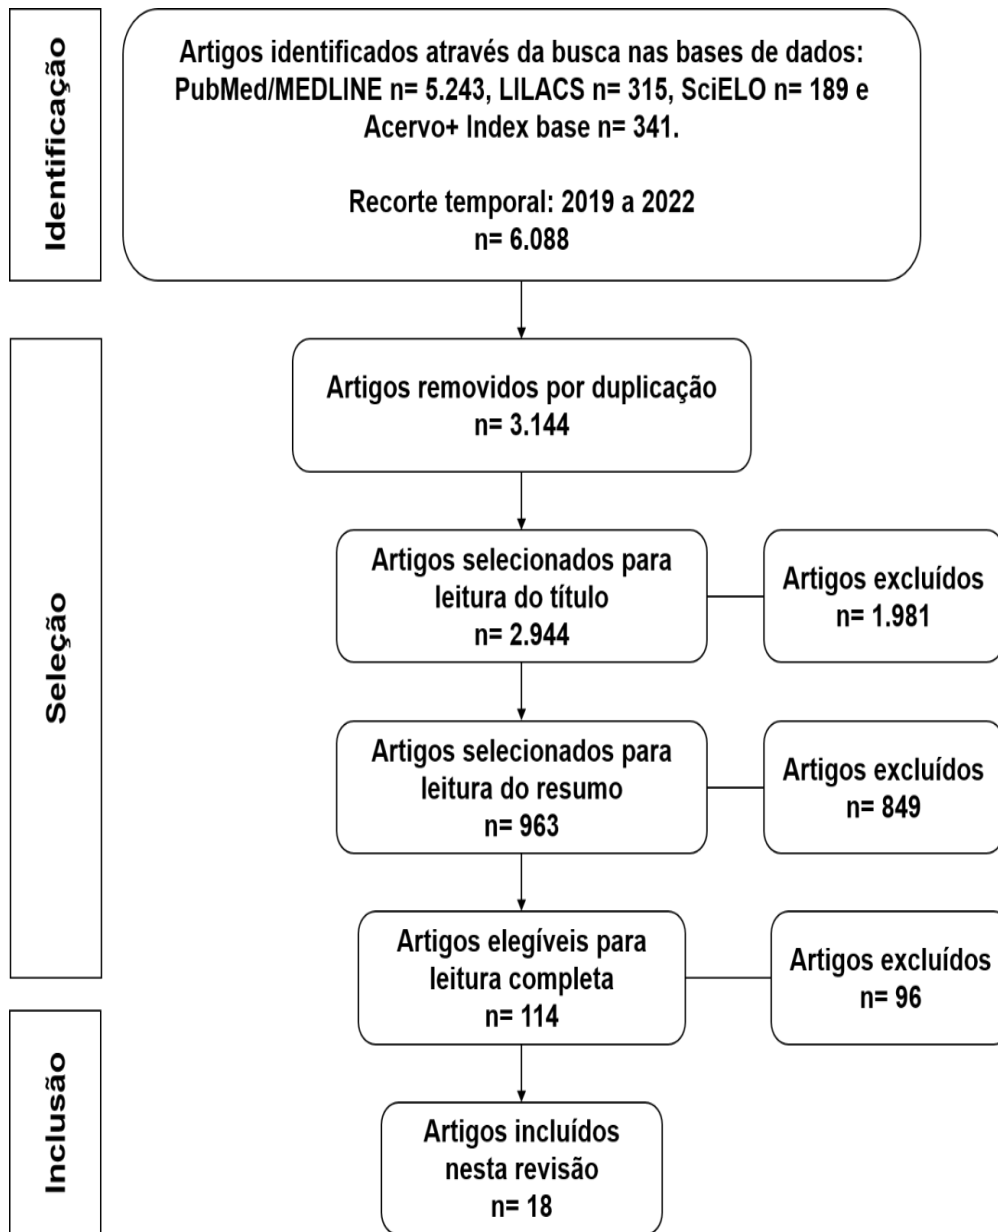 Identificação
Artigos identificados através da busca nas bases de dados:
PubMed/MEDLINE n= 5.243, LILACS n= 315, SciELO n= 189 e
Acervo+ Index base n= 341.
Recorte temporal: 2019 a 2022
n= 6.088
Seleção
Artigos removidos por duplicação
n= 3.144
Artigos selecionados para
leitura do título
n= 2.944
Artigos excluídos
n= 1.981
Artigos selecionados para
leitura do resumo
n= 963
Artigos excluídos
n= 849
Artigos elegíveis para
leitura completa
n= 114
Artigos excluídos
n= 96
Inclusão
Artigos incluídos
nesta revisão
n= 18